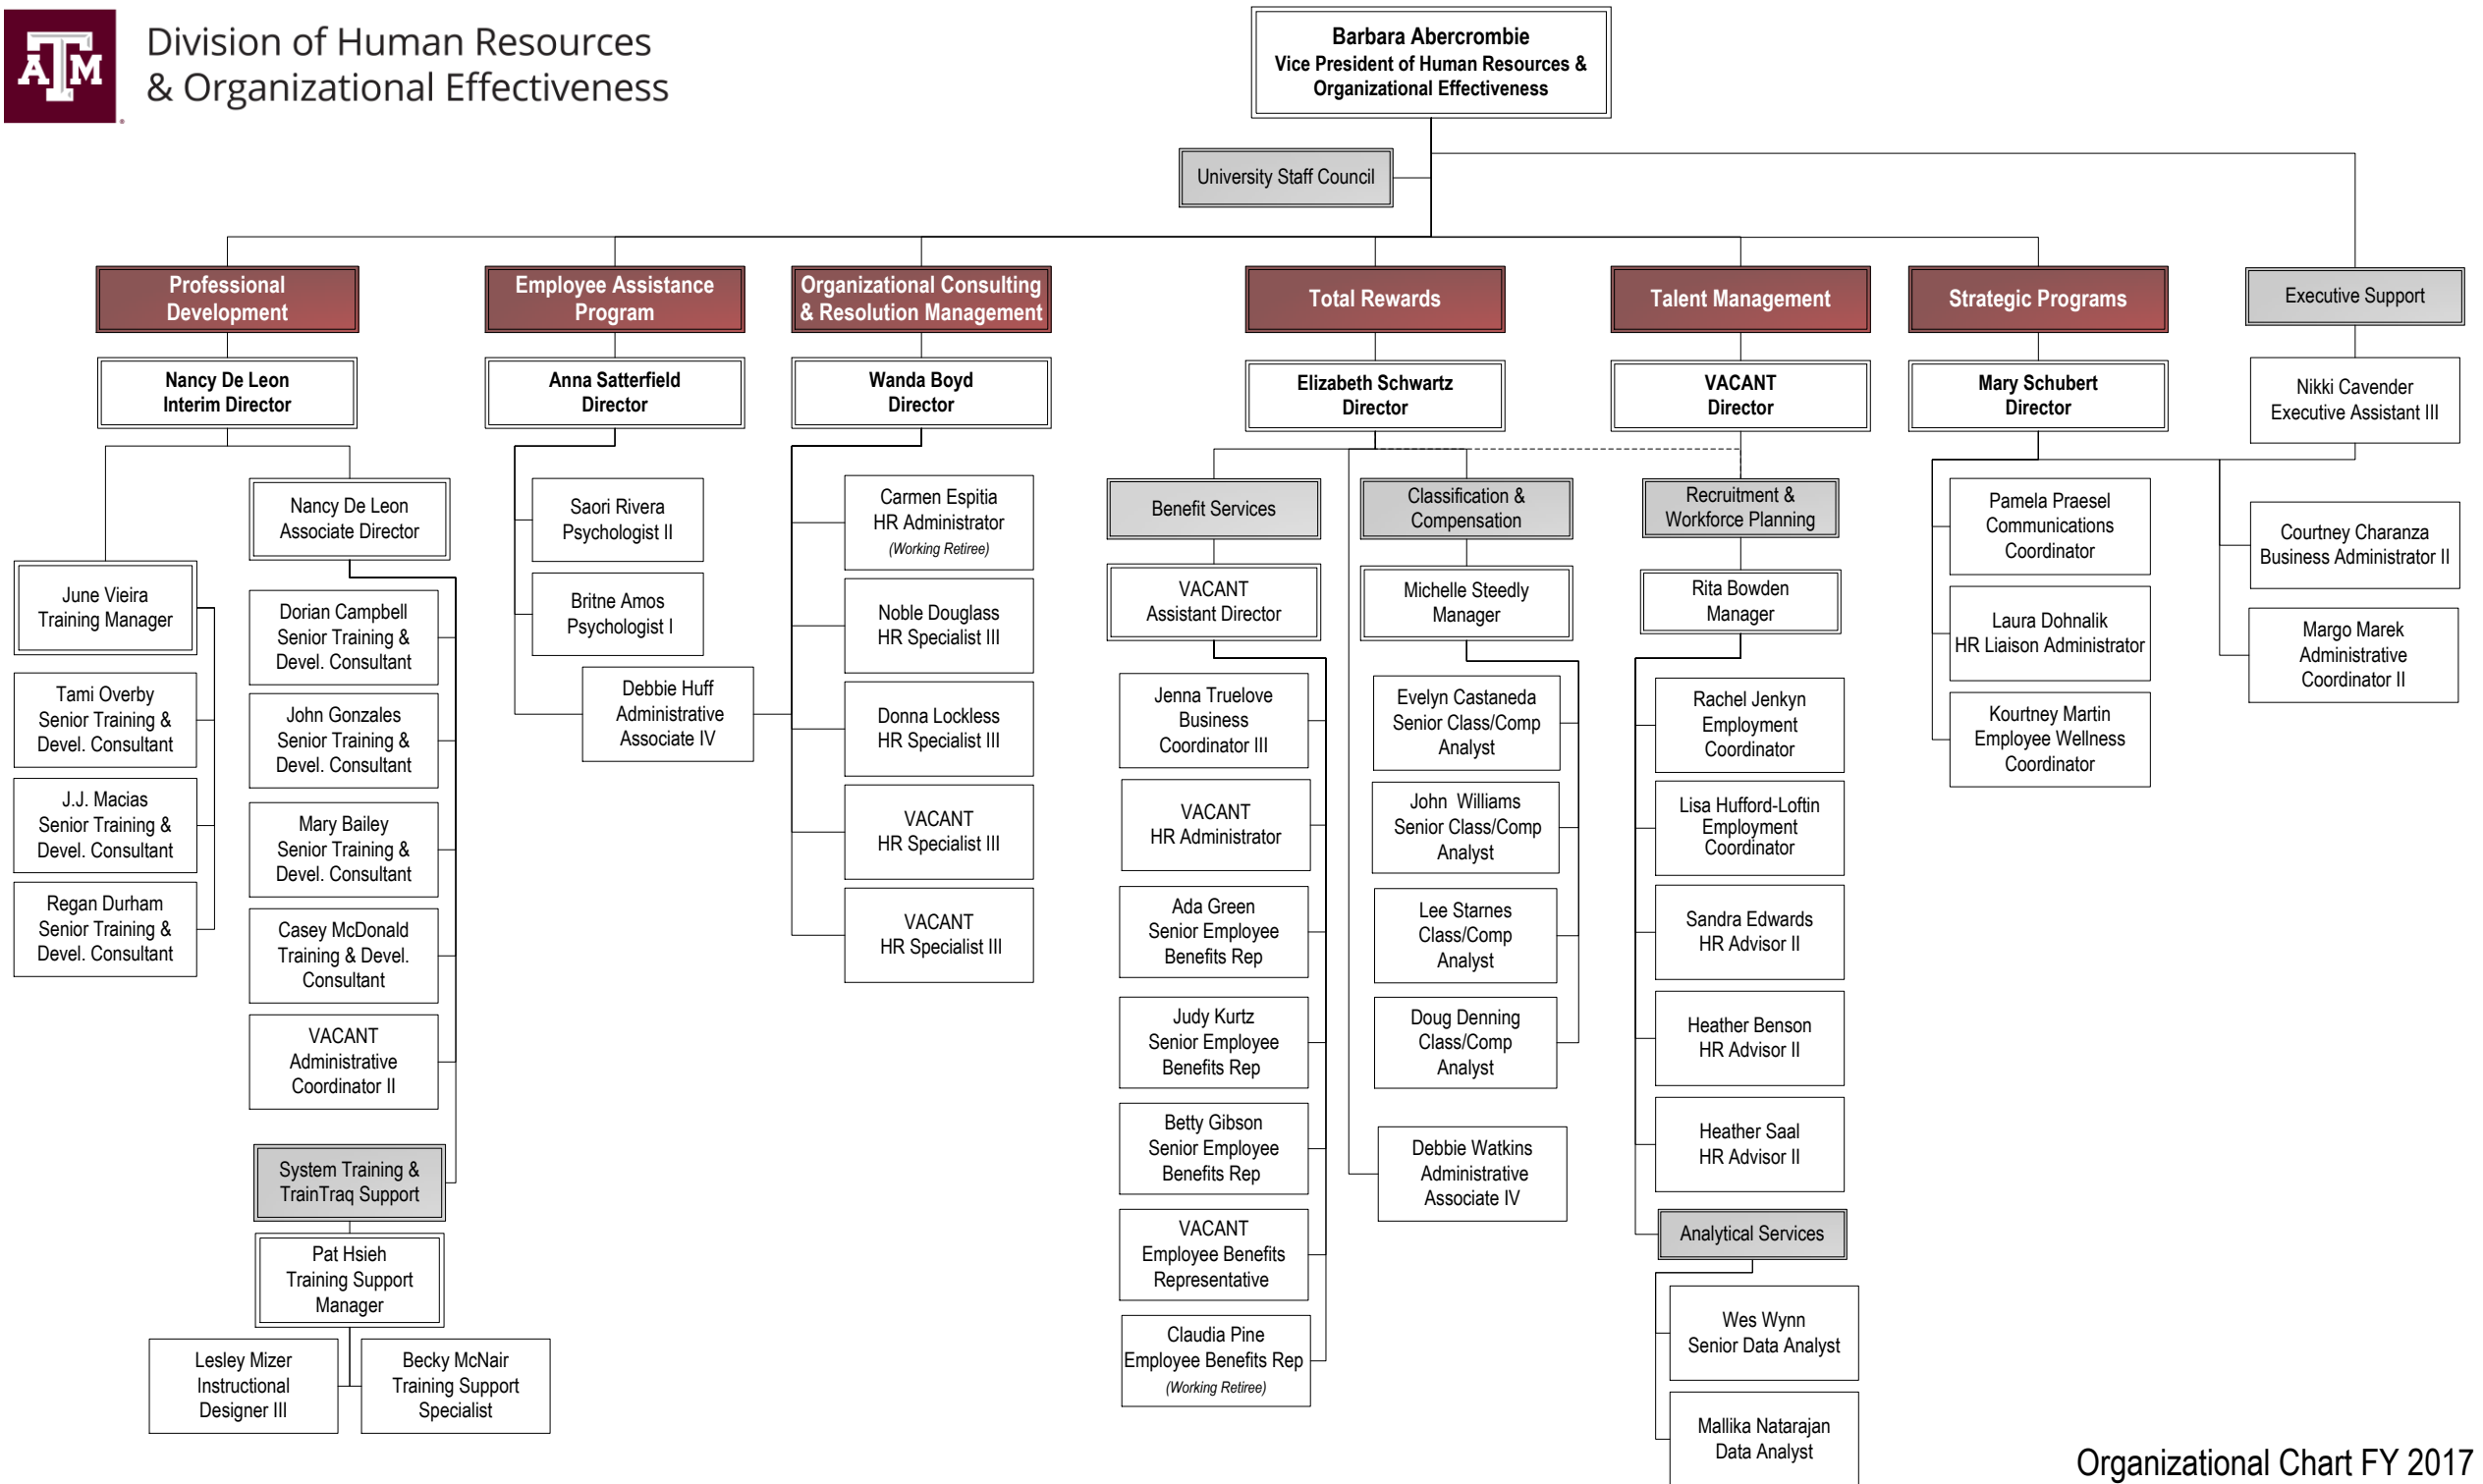 ATM
Division of Human Resources
& Organizational Effectiveness
Barbara Abercrombie
Vice President of Human Resources &
Organizational Effectiveness
University Staff Council
Professional
Development
Employee Assistance
Program
Organizational Consulting
& Resolution Management
Total Rewards
Talent Management
Strategic Programs
Executive Support
Nancy De Leon
Interim Director
Anna Satterfield
Director
Wanda Boyd
Director
Elizabeth Schwartz
Director
VACANT
Director
Mary Schubert
Director
Nikki Cavender
Executive Assistant III
Nancy De Leon
Associate Director
June Vieira
Training Manager
Tami Overby
Senior Training &
Devel. Consultant
J.J. Macias
Senior Training &
Devel. Consultant
Regan Durham
Senior Training &
Devel. Consultant
Dorian Campbell
Senior Training &
Devel. Consultant
John Gonzales
Senior Training &
Devel. Consultant
Mary Bailey
Senior Training &
Devel. Consultant
Casey McDonald
Training & Devel.
Consultant
VACANT
Administrative
Coordinator II
System Training &
TrainTraq Support
Pat Hsieh
Training Support
Manager
Lesley Mizer
Instructional
Designer III
Becky McNair
Training Support
Specialist
Saori Rivera
Psychologist II
Britne Amos
Psychologist I
Debbie Huff
Administrative
Associate IV
Carmen Espitia
HR Administrator
(Working Retiree)
Noble Douglass
HR Specialist III
Donna Lockless
HR Specialist III
VACANT
HR Specialist III
VACANT
HR Specialist III
Benefit Services
VACANT
Assistant Director
Jenna Truelove
Business
Coordinator III
VACANT
HR Administrator
Ada Green
Senior Employee
Benefits Rep
Judy Kurtz
Senior Employee
Benefits Rep
Betty Gibson
Senior Employee
Benefits Rep
VACANT
Employee Benefits
Representative
Claudia Pine
Employee Benefits Rep
(Working Retiree)
Classification &
Compensation
Michelle Steedly
Manager
Evelyn Castaneda
Senior Class/Comp
Analyst
John  Williams
Senior Class/Comp
Analyst
Lee Starnes
Class/Comp
Analyst
Doug Denning
Class/Comp
Analyst
Debbie Watkins
Administrative
Associate IV
Recruitment &
Workforce Planning
Rita Bowden
Manager
Rachel Jenkyn
Employment
Coordinator
Lisa Hufford-Loftin
Employment
Coordinator
Sandra Edwards
HR Advisor II
Heather Benson
HR Advisor II
Heather Saal
HR Advisor II
Analytical Services
Wes Wynn
Senior Data Analyst
Mallika Natarajan
Data Analyst
Pamela Praesel
Communications
Coordinator
Laura Dohnalik
HR Liaison Administrator
Kourtney Martin
Employee Wellness
Coordinator
Courtney Charanza
Business Administrator II
Margo Marek
Administrative
Coordinator II
Organizational Chart FY 2017